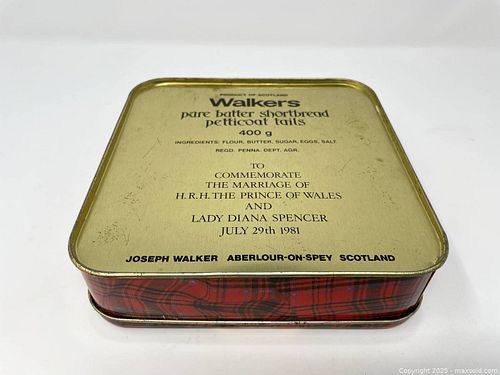 PRODUCT OF SCOTLAND
Walkers
pure butter shortbread
petticoat tails
400 g
INGREDIENTS: FLOUR, BUTTER, SUGAR, EGGS, SALT.
REGD. PENNA. DEPT. AGR.
TO
COMMEMORATE
THE MARRIAGE OF
H.R.H. THE PRINCE OF WALES
AND
LADY DIANA SPENCER
JULY 29th 1981
JOSEPH WALKER ABERLOUR-ON-SPEY SCOTLAND
Copyright 2025 - maxsold.com